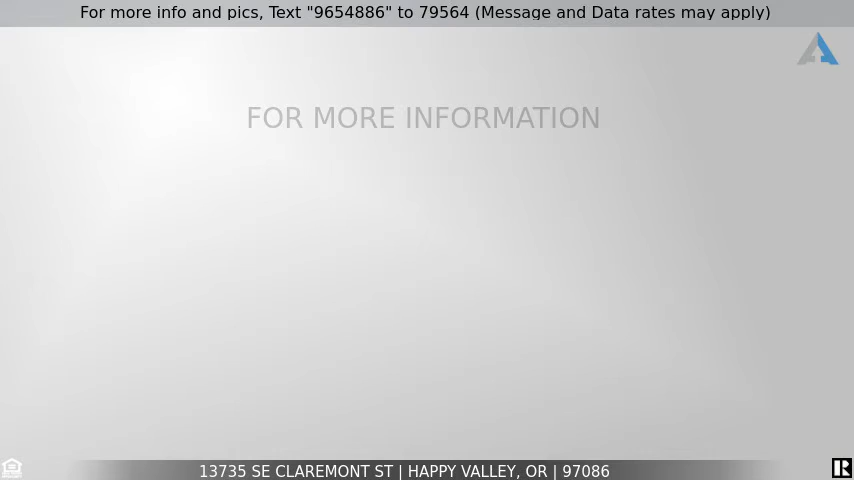 For more info and pics, Text "9654886" to 79564 (Message and Data rates may apply)
FOR MORE INFORMATION
13735 SE CLAREMONT ST | HAPPY VALLEY, OR | 97086